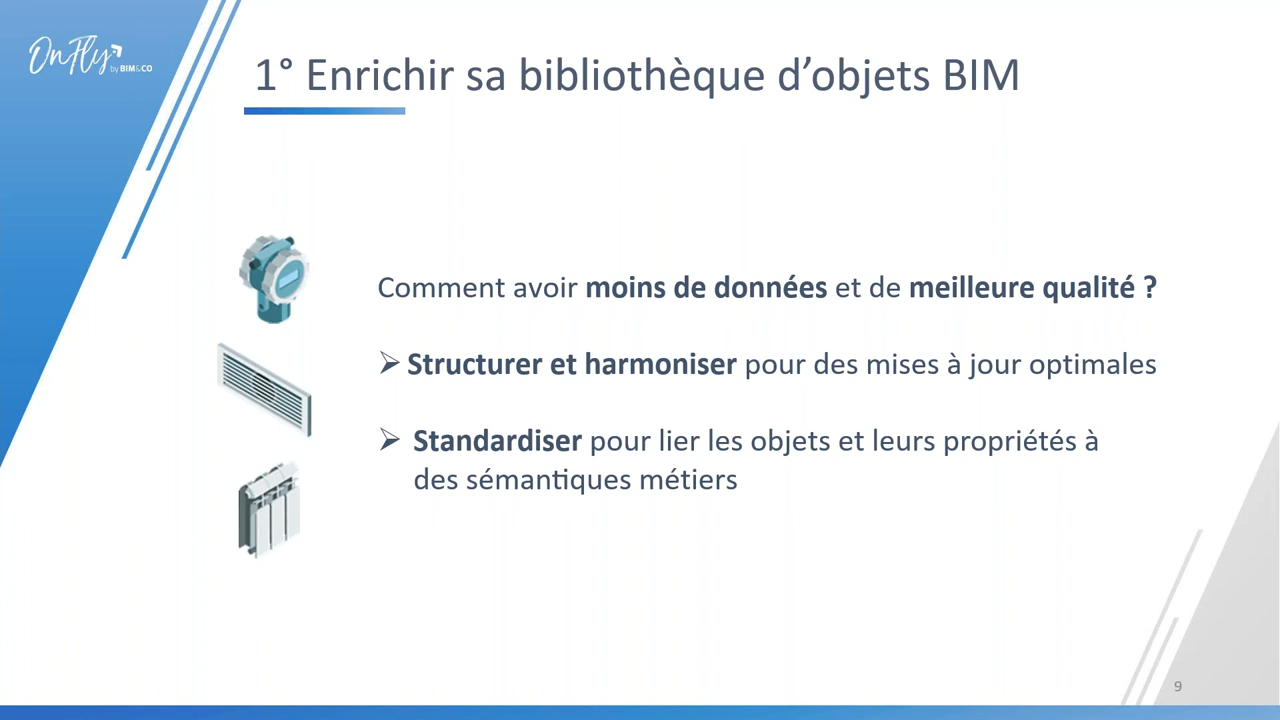 OnFly
by BIM&CO
1° Enrichir sa bibliothèque d’objets BIM
Comment avoir moins de données et de meilleure qualité ?
➢ Structurer et harmoniser pour des mises à jour optimales
➢ Standardiser pour lier les objets et leurs propriétés à
des sémantiques métiers
9